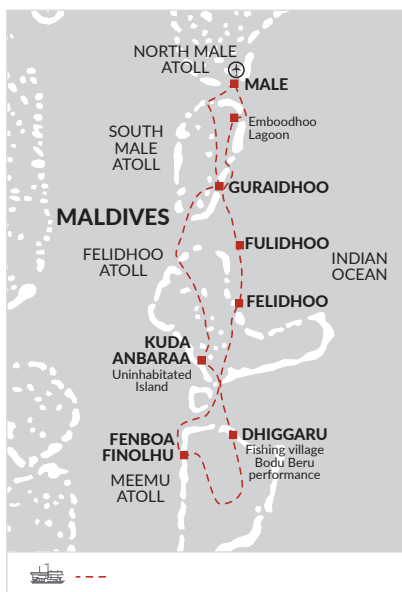 NORTH MALE
ATOLL
MALE
Emboodhoo
Lagoon
SOUTH
MALE
ATOLL
GURAIDHOO
MALDIVES
FULIDHOO
INDIAN
OCEAN
FELIDHOO
ATOLL
FELIDHOO
KUDA
ANBARAA
Uninhabitated
Island
DHIGGARU
Fishing village
Bodu Beru
performance
FENBOA
FINOLHU
MEEMU
ATOLL